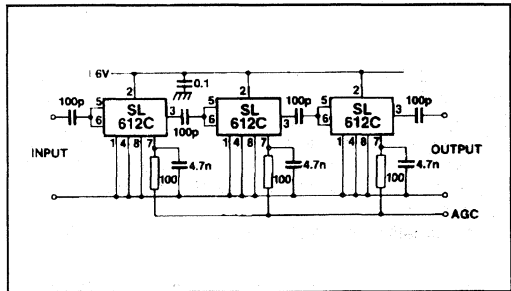 6V
2 0.1 2 2
100p 5 SL 3 5 SL 100p 5 SL 3 100p
6 612C 100p 6 612C 3 6 612C
INPUT 1 4 8 7 1 4 8 7 1 4 8 7 OUTPUT
4.7n 4.7n 4.7n
100 100 100
AGC